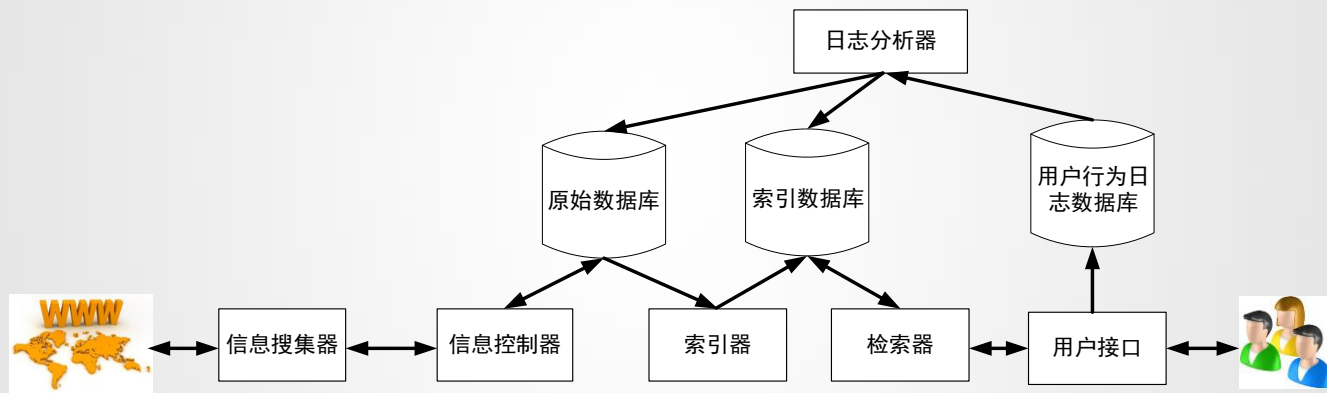 日志分析器
原始数据库
索引数据库
用户行为日
志数据库
WWW
信息搜集器
信息控制器
索引器
检索器
用户接口